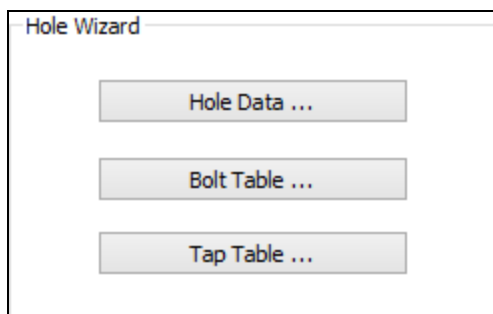 Hole Wizard
Hole Data ...
Bolt Table ...
Tap Table ...